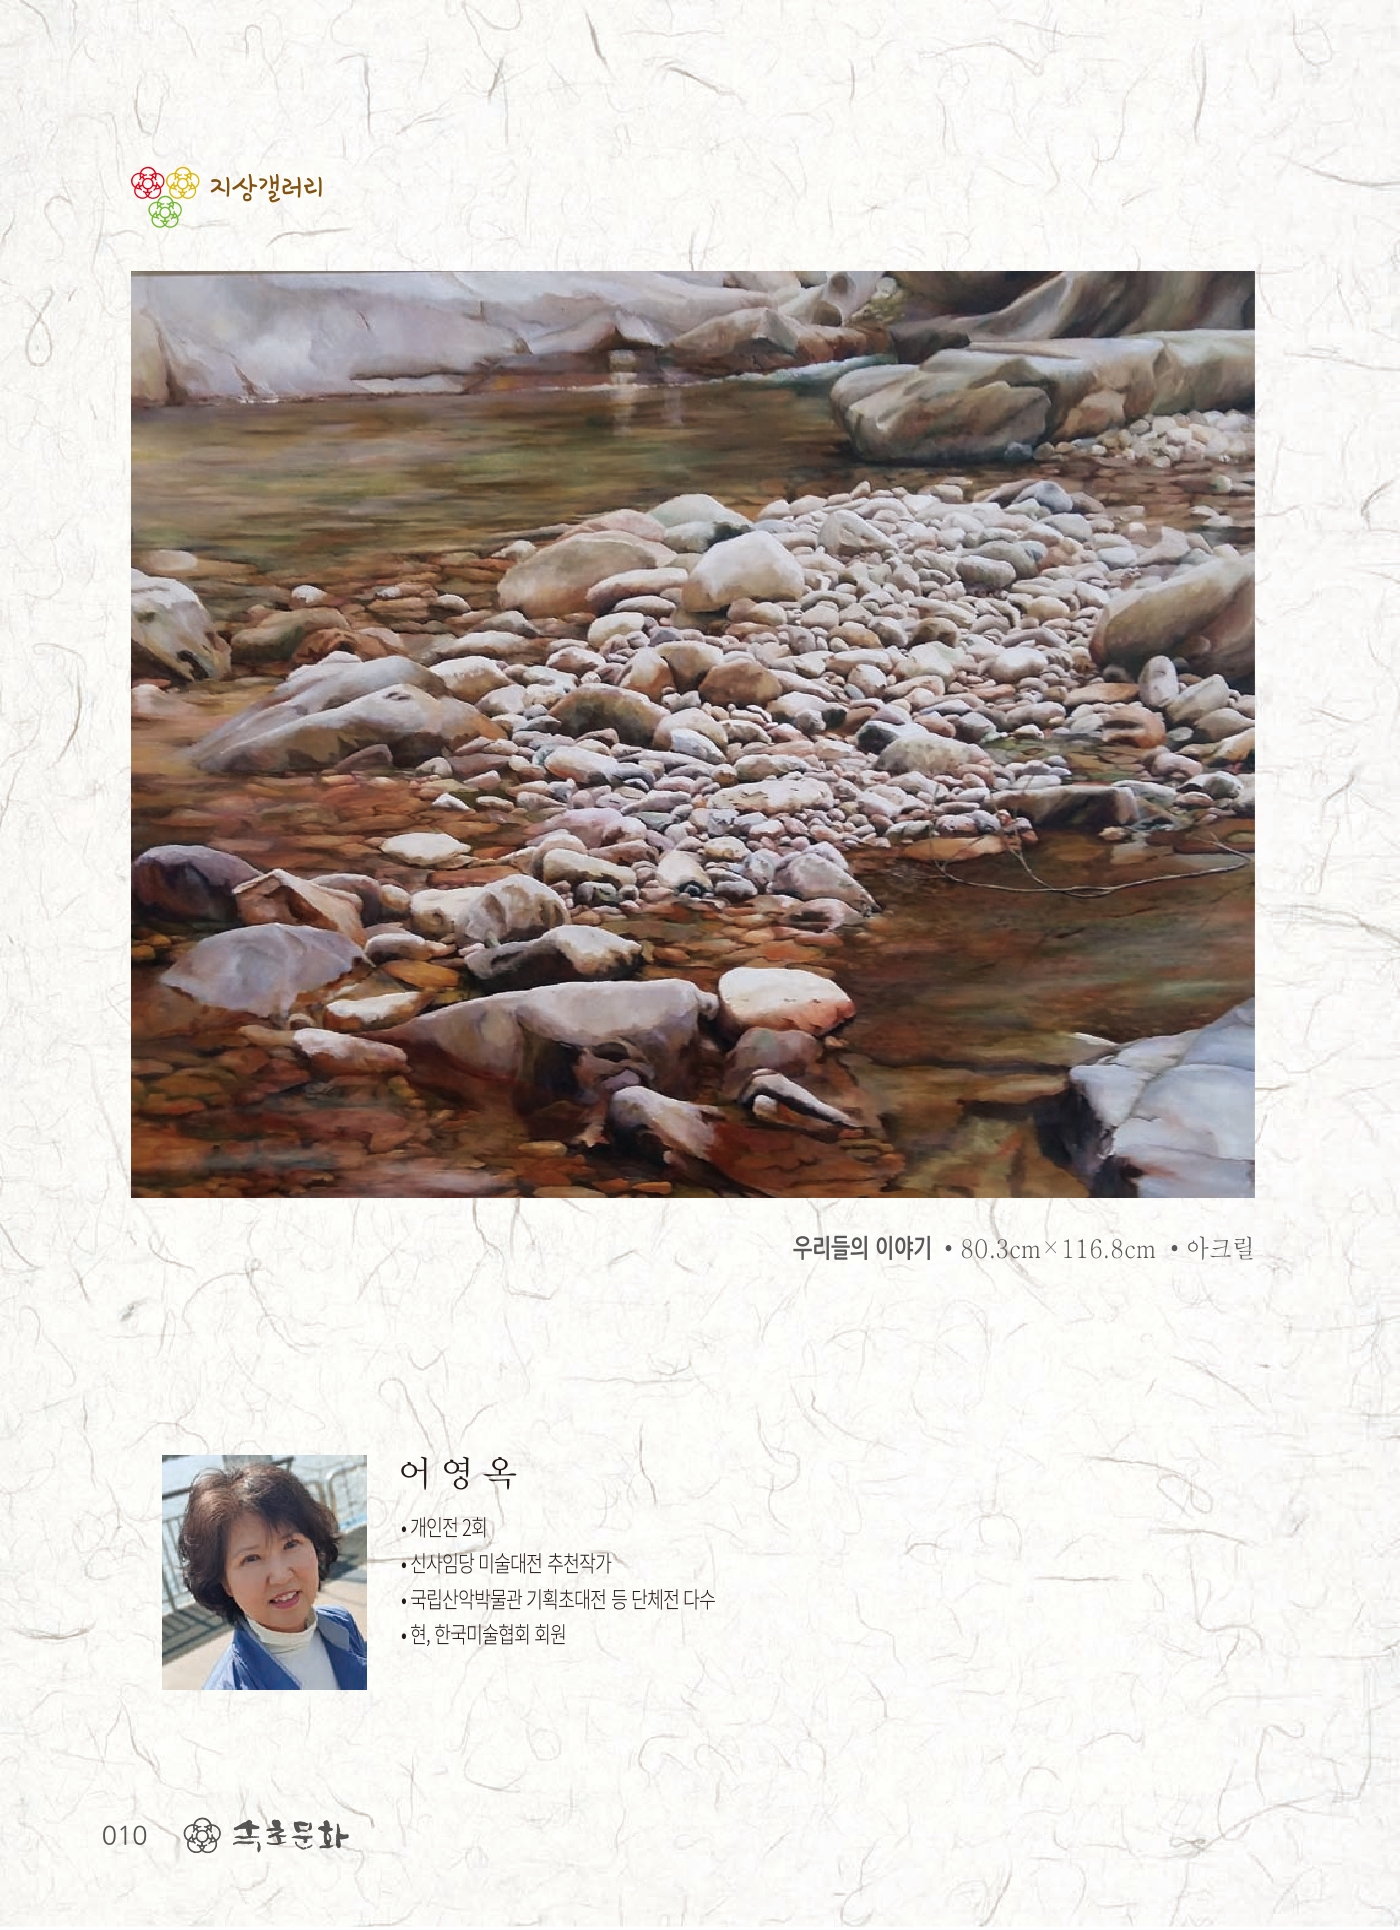 지상갤러리
우리들의 이야기 • 80.3cm×116.8cm • 아크릴
어영옥
• 개인전 2회
• 신사임당 미술대전 추천작가
• 국립산악박물관 기획초대전 등 단체전 다수
• 현, 한국미술협회 회원
010 속초문화